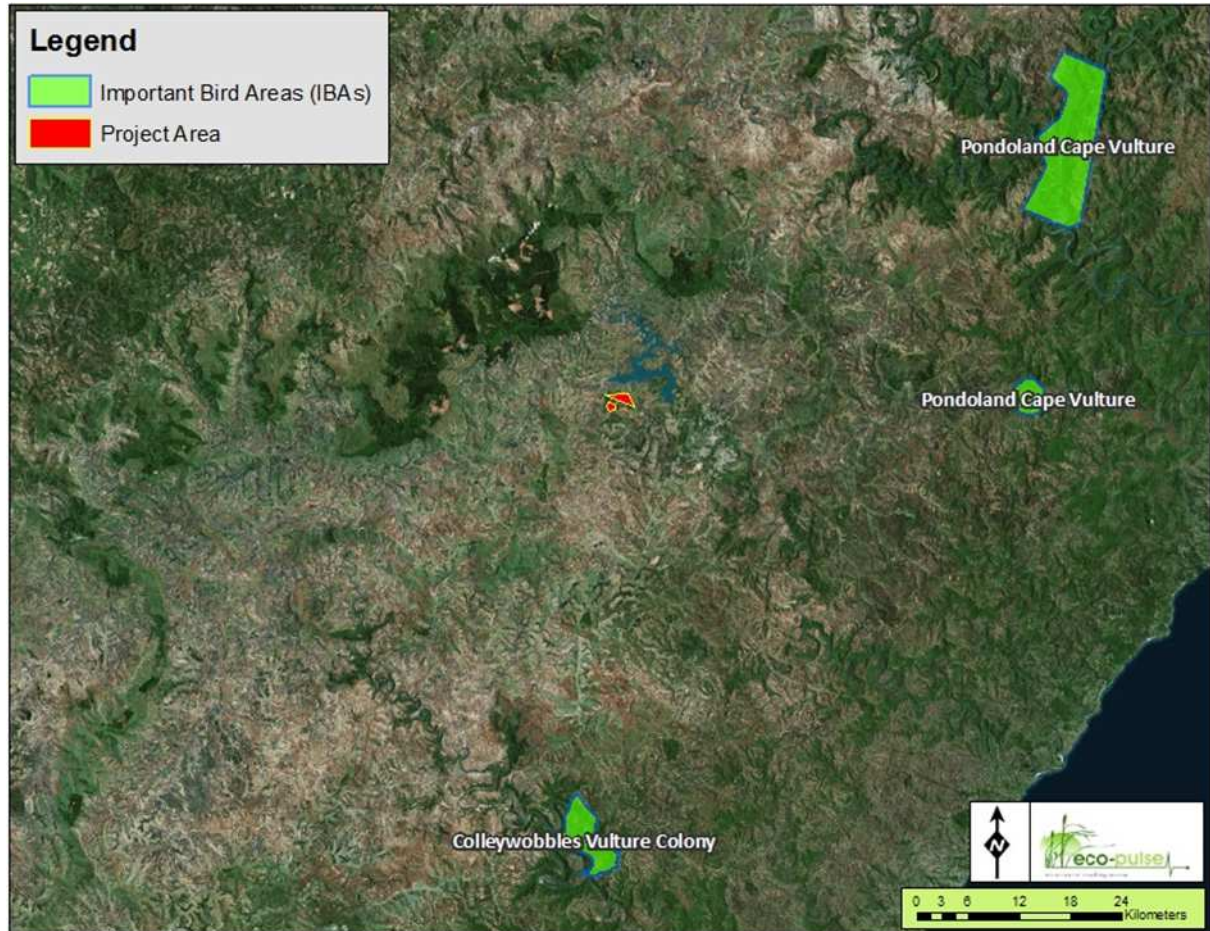 Legend
Important Bird Areas (IBAs)
Project Area
Pondoland Cape Vulture
Pondoland Cape Vulture
Colleywobbles Vulture Colony
N
eco-pulse
0 3 6 12 18 24
Kilometers